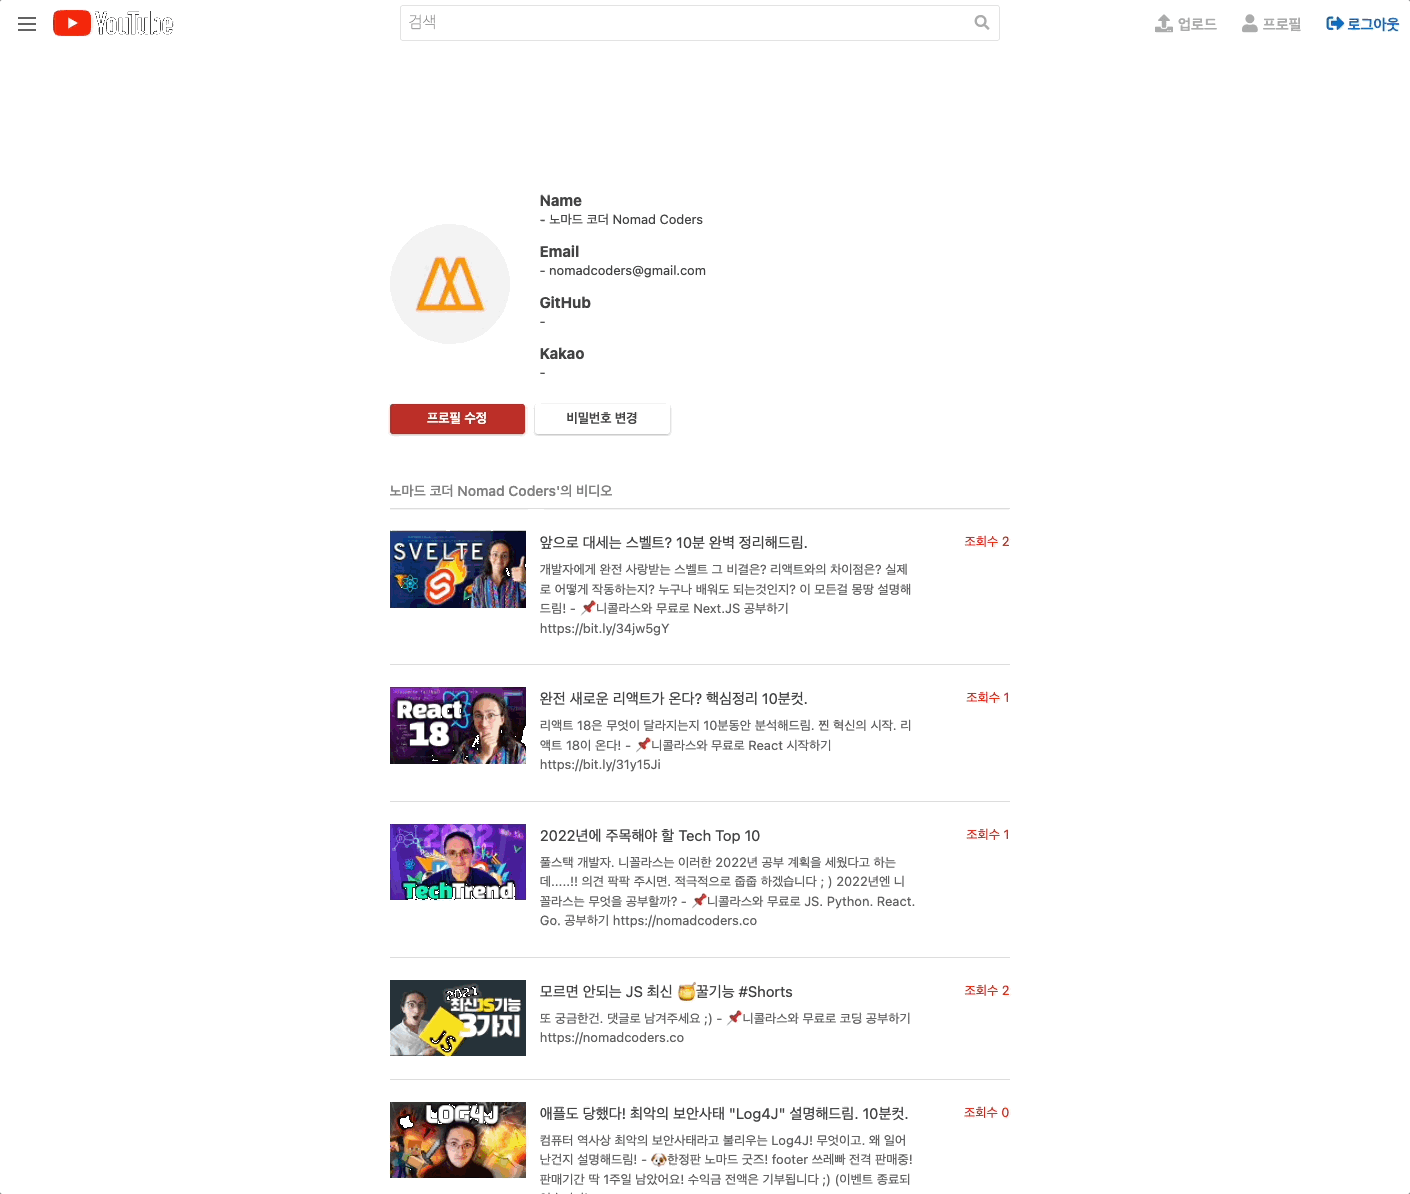 YouTube
검색
업로드
프로필
로그아웃
Name
- 노마드 코더 Nomad Coders
Email
- nomadcoders@gmail.com
GitHub
-
Kakao
-
프로필 수정
비밀번호 변경
노마드 코더 Nomad Coders'의 비디오
SVELTE
앞으로 대세는 스벨트? 10분 완벽 정리해드림.
조회수 2
개발자에게 완전 사랑받는 스벨트 그 비결은? 리액트와의 차이점은? 실제
로 어떻게 작동하는지? 누구나 배워도 되는것인지? 이 모든걸 몽땅 설명해
드림! - 📌니콜라스와 무료로 Next.JS 공부하기
https://bit.ly/34jw5gY
React
18
완전 새로운 리액트가 온다? 핵심정리 10분컷.
조회수 1
리액트 18은 무엇이 달라지는지 10분동안 분석해드림. 찐 혁신의 시작. 리
액트 18이 온다! - 📌니콜라스와 무료로 React 시작하기
https://bit.ly/31y15Ji
2022
TechTrend
2022년에 주목해야 할 Tech Top 10
조회수 1
풀스택 개발자. 니꼴라스는 이러한 2022년 공부 계획을 세웠다고 하는
데.....!! 의견 팍팍 주시면. 적극적으로 줍줍 하겠습니다 ; ) 2022년엔 니
꼴라스는 무엇을 공부할까? - 📌니콜라스와 무료로 JS. Python. React.
Go. 공부하기 https://nomadcoders.co
2021
최신JS기능
3가지
JS
모르면 안되는 JS 최신 🍯꿀기능 #Shorts
조회수 2
또 궁금한건. 댓글로 남겨주세요 ;) - 📌니콜라스와 무료로 코딩 공부하기
https://nomadcoders.co
LOG4J
애플도 당했다! 최악의 보안사태 "Log4J" 설명해드림. 10분컷.
조회수 0
컴퓨터 역사상 최악의 보안사태라고 불리우는 Log4J! 무엇이고. 왜 일어
난건지 설명해드림! - 🐶한정판 노마드 굿즈! footer 쓰레빠 전격 판매중!
판매기간 딱 1주일 남았어요! 수익금 전액은 기부됩니다 ;) (이벤트 종료되